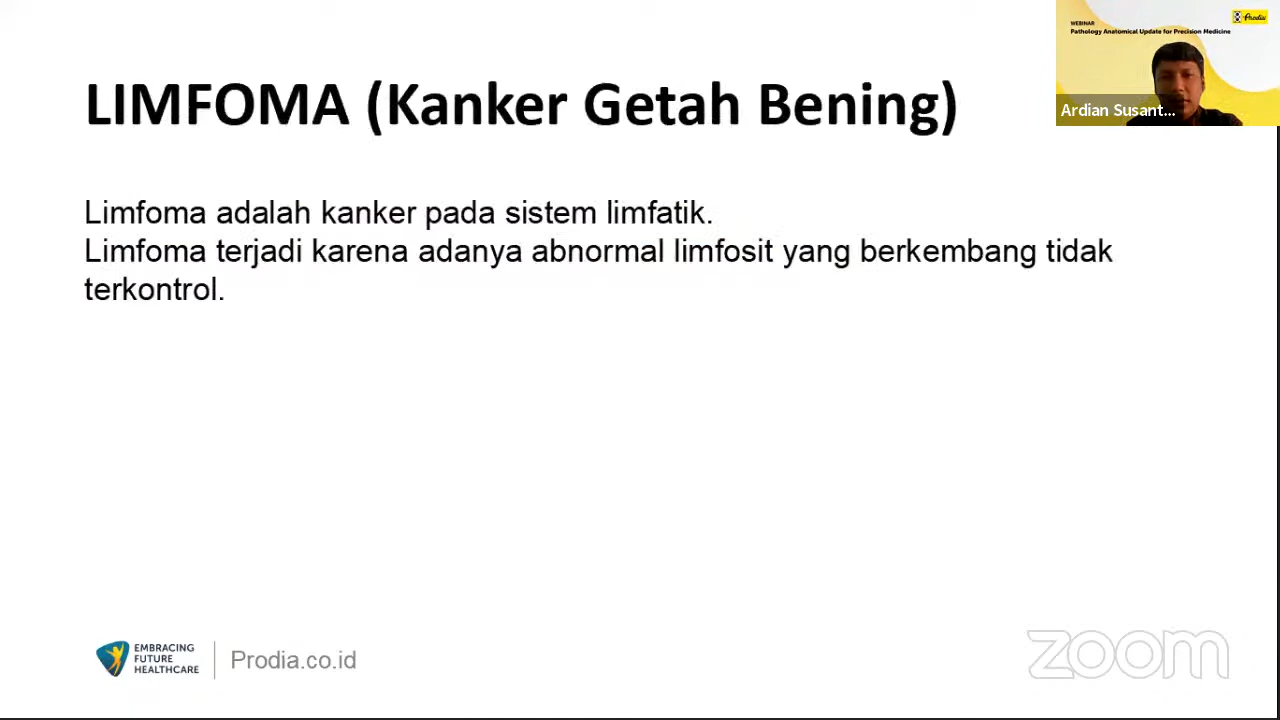 WEBINAR
Pathology Anatomical Update for Precision Medicine
Prodia
Ardian Susant...
LIMFOMA (Kanker Getah Bening)
Limfoma adalah kanker pada sistem limfatik.
Limfoma terjadi karena adanya abnormal limfosit yang berkembang tidak
terkontrol.
EMBRACING
FUTURE
HEALTHCARE
Prodia.co.id
zoom